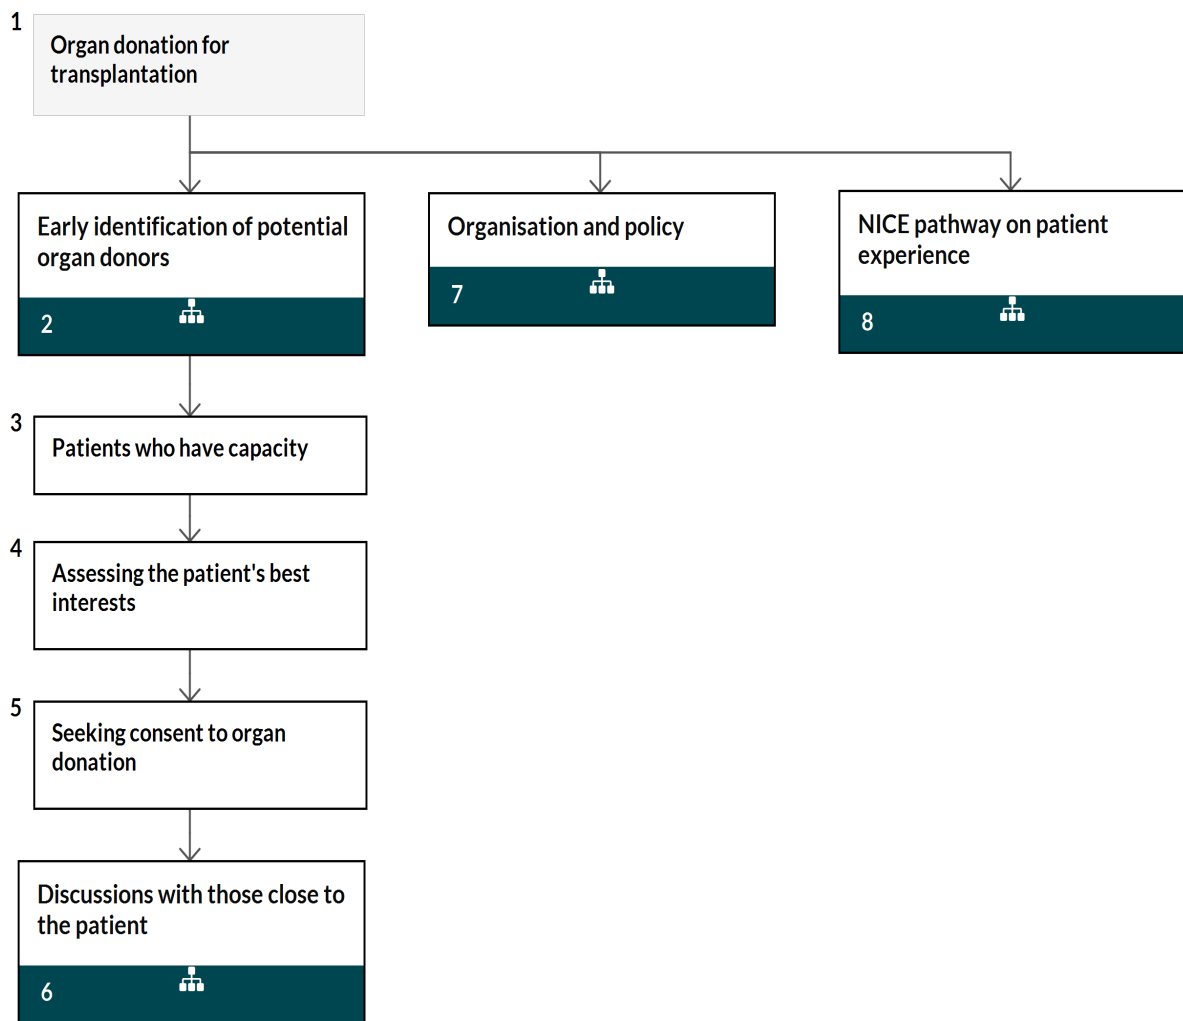 1
Organ donation for
transplantation
Early identification of potential
organ donors
2
Organisation and policy
7
NICE pathway on patient
experience
8
3
Patients who have capacity
4
Assessing the patient's best
interests
5
Seeking consent to organ
donation
Discussions with those close to
the patient
6